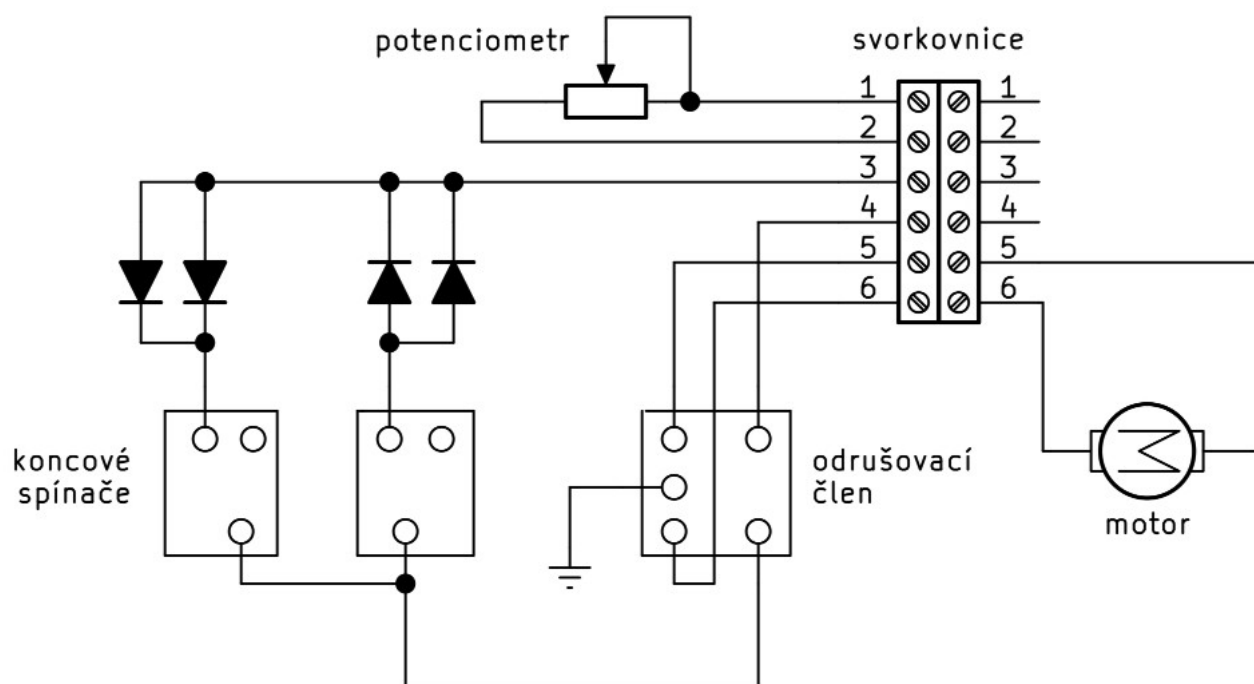 potenciometr
svorkovnice
1 1
2 2
3 3
4 4
5 5
6 6
koncové
spínače
odrušovací
člen
motor